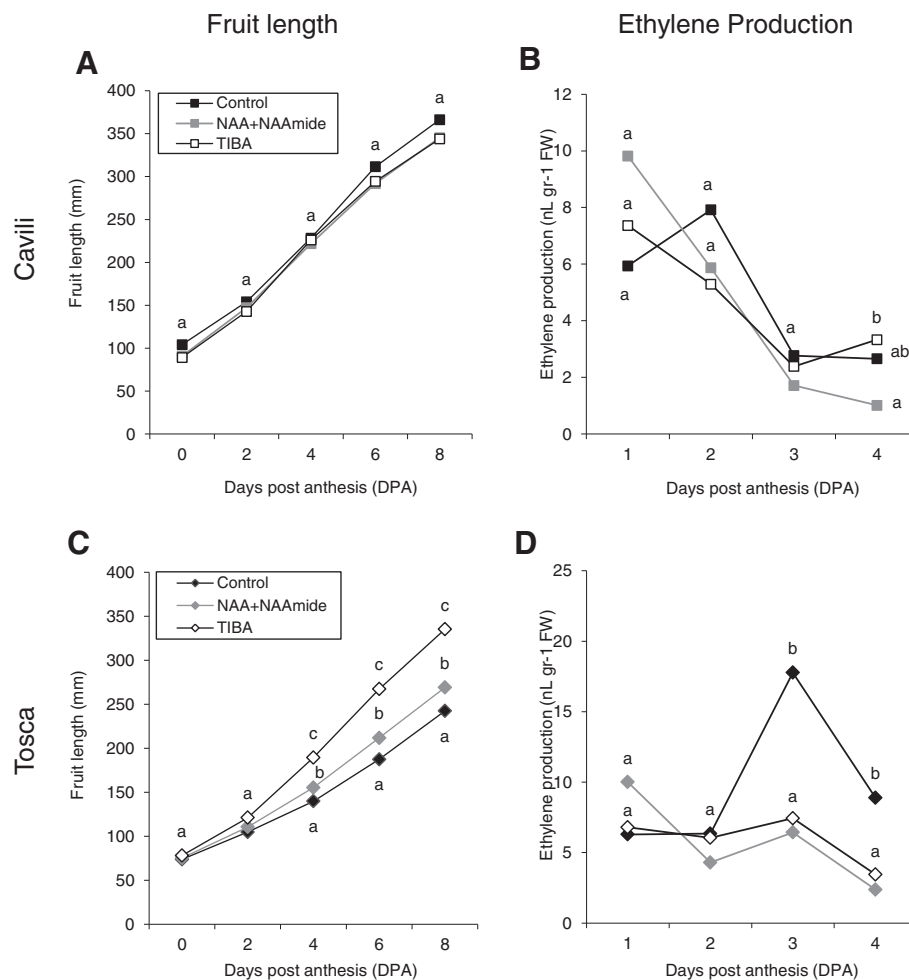 Fruit length
Ethylene Production
Cavili
A
Fruit length (mm)
400
350
300
250
200
150
100
50
0
Control
NAA+NAAmide
TIBA
a
a
a
a
a
0 2 4 6 8
Days post anthesis (DPA)
B
Ethylene production (nL gr-1 FW)
12
10
8
6
4
2
0
a
a
a
a
a
a
b
ab
a
1 2 3 4
Days post anthesis (DPA)
Tosca
C
Fruit length (mm)
400
350
300
250
200
150
100
50
0
Control
NAA+NAAmide
TIBA
a
a
c
b
a
c
b
a
c
b
a
0 2 4 6 8
Days post anthesis (DPA)
D
Ethylene production (nL gr-1 FW)
25
20
15
10
5
0
a
a
a
b
a
b
a
1 2 3 4
Days post anthesis (DPA)